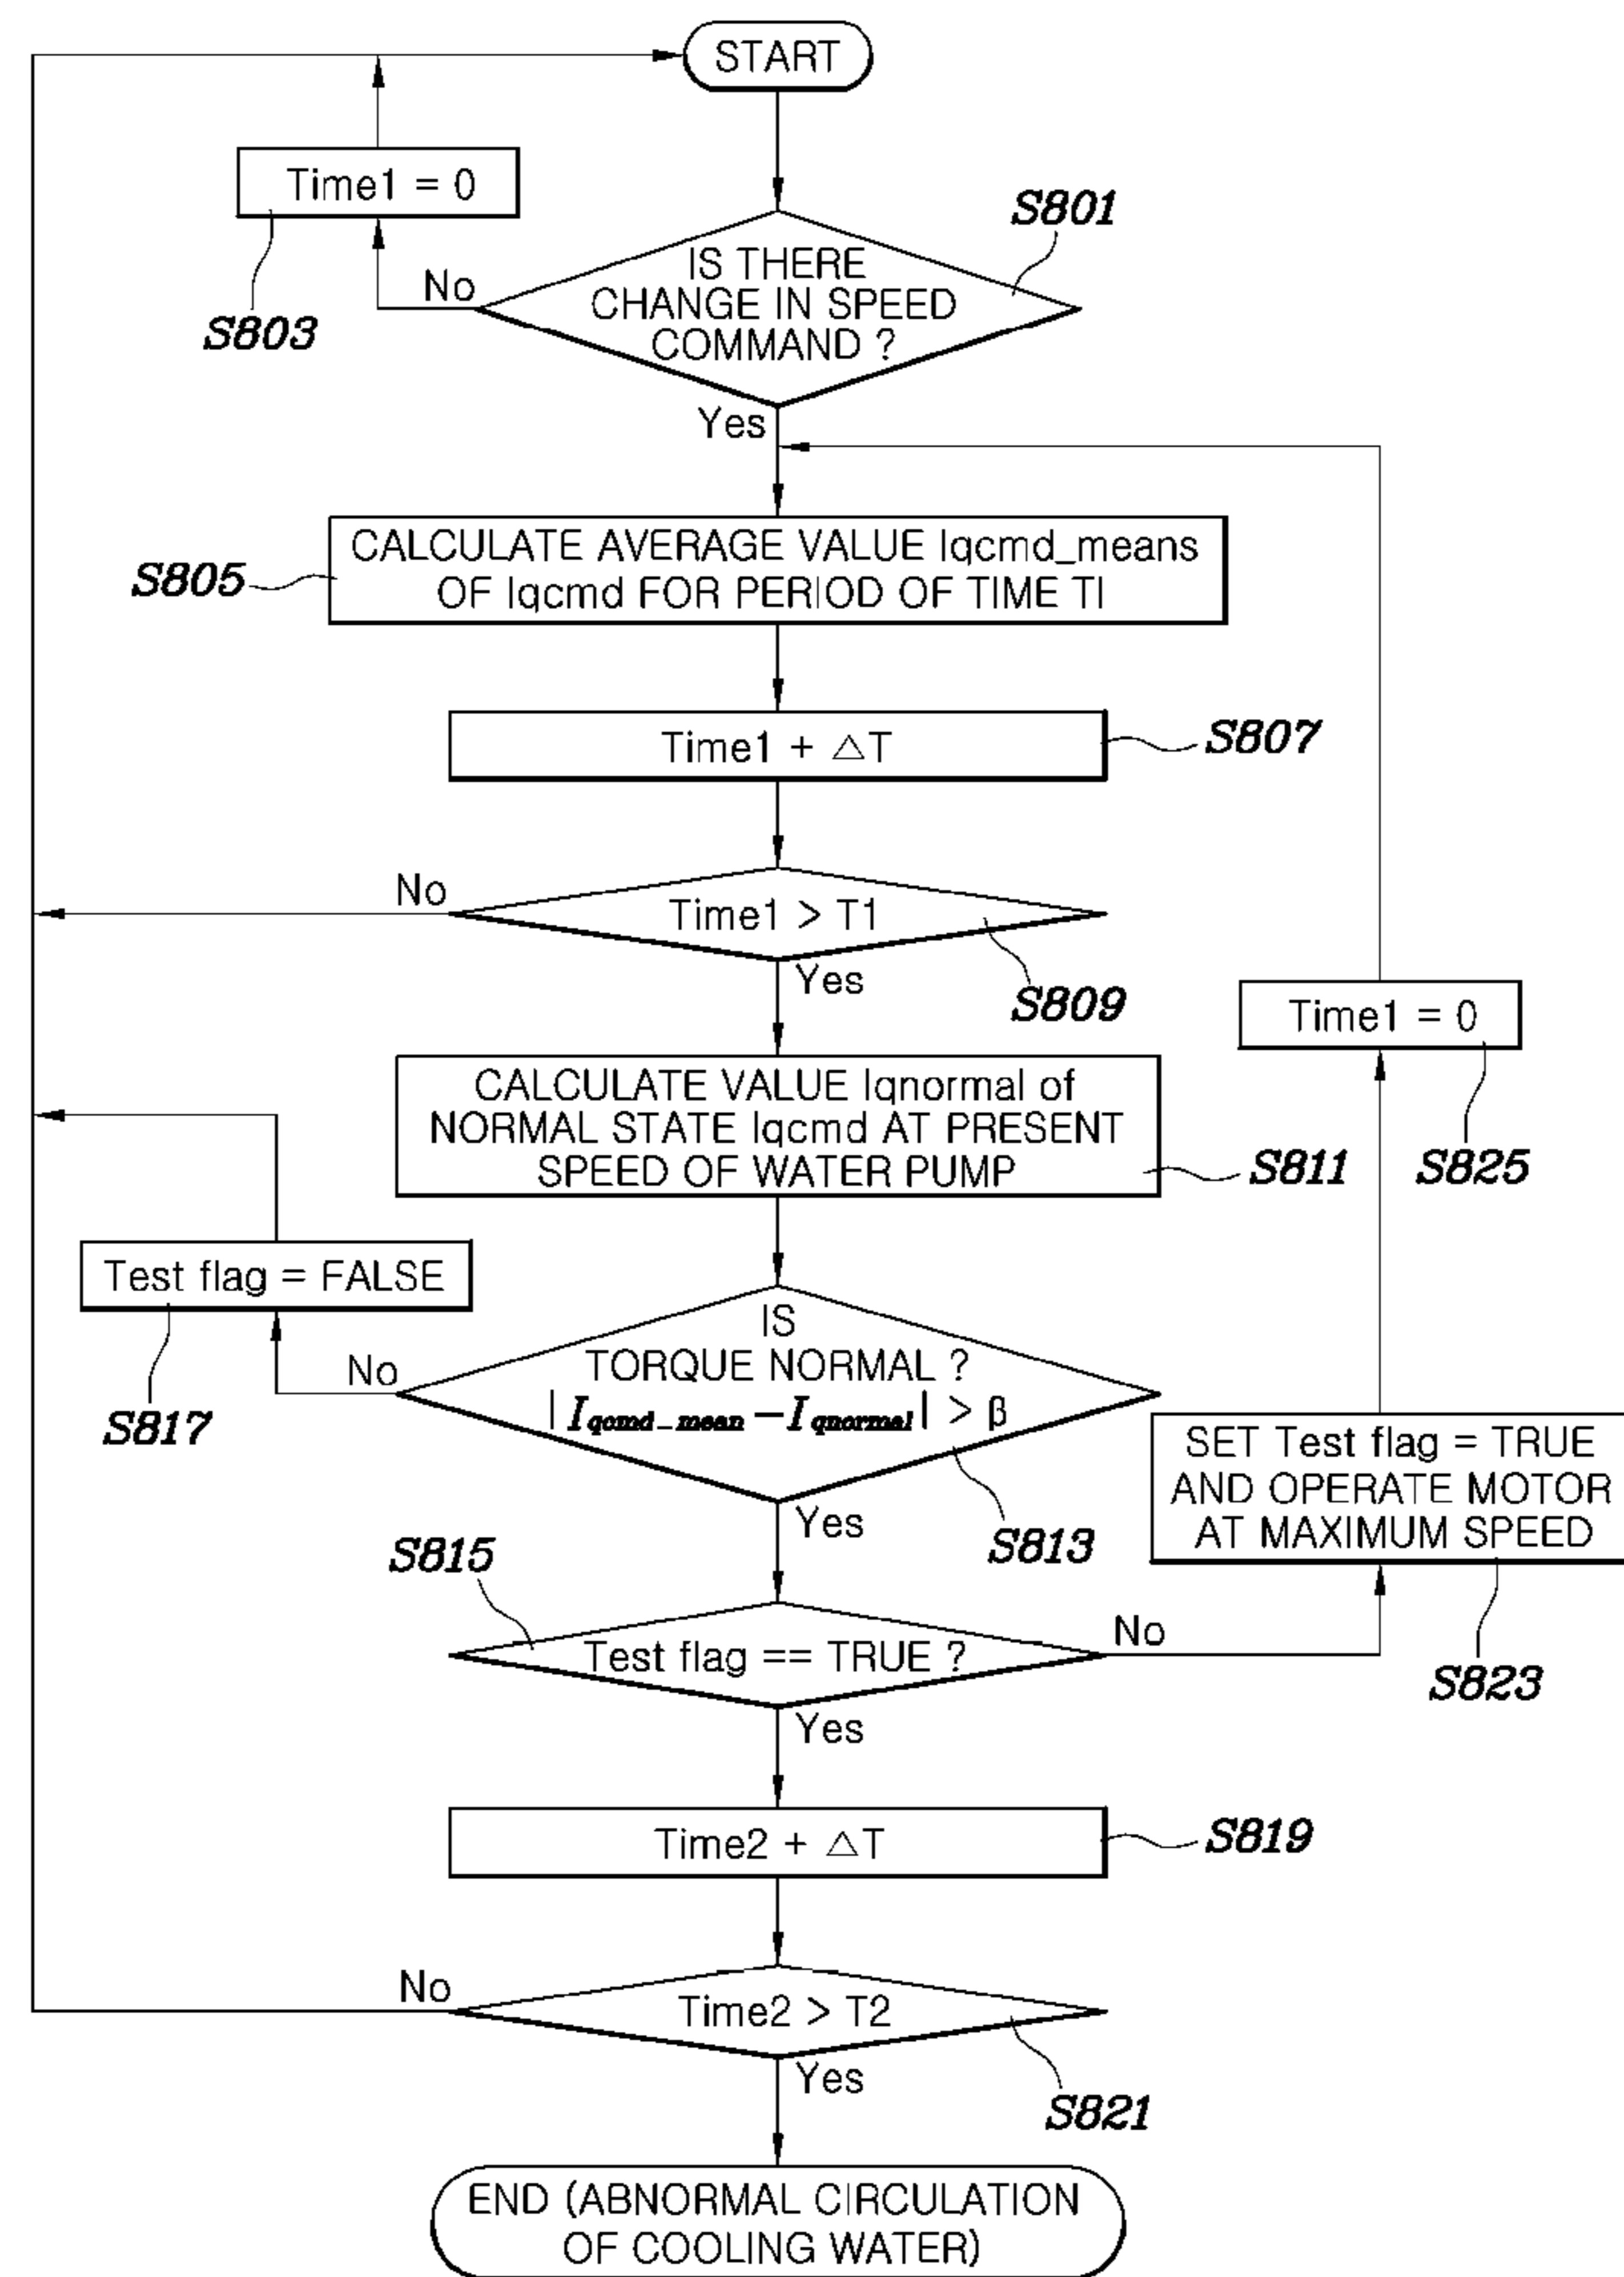 START
Time1 = 0
S801
IS THERE
CHANGE IN SPEED
COMMAND ?
No
S803
Yes
CALCULATE AVERAGE VALUE Iqcmd_means
OF Iqcmd FOR PERIOD OF TIME TI
S805
Time1 + △T
S807
No
Time1 > T1
Yes
S809
Time1 = 0
S825
CALCULATE VALUE Iqnormal of
NORMAL STATE Iqcmd AT PRESENT
SPEED OF WATER PUMP
S811
Test flag = FALSE
S817
No
IS
TORQUE NORMAL ?
| I qcmd_mean − I qnormal | > β
Yes
S813
SET Test flag = TRUE
AND OPERATE MOTOR
AT MAXIMUM SPEED
S823
S815
Test flag == TRUE ?
No
Yes
Time2 + △T
S819
No
Time2 > T2
Yes
S821
END (ABNORMAL CIRCULATION
OF COOLING WATER)